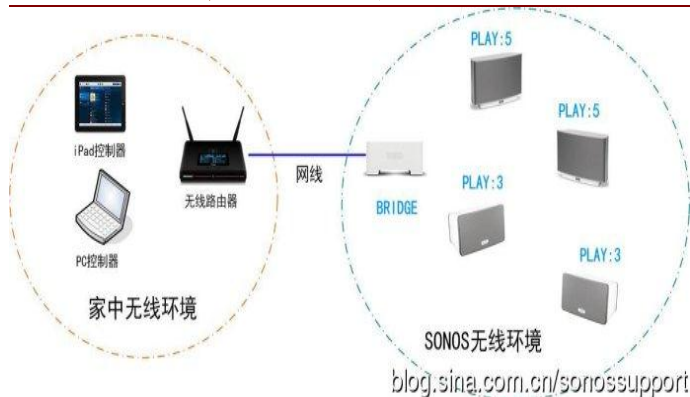 PLAY:5
PLAY:5
iPad控制器
无线路由器
网线
BRIDGE
PLAY:3
PC控制器
PLAY:3
家中无线环境
SONOS无线环境
blog.sina.com.cn/sonossupport